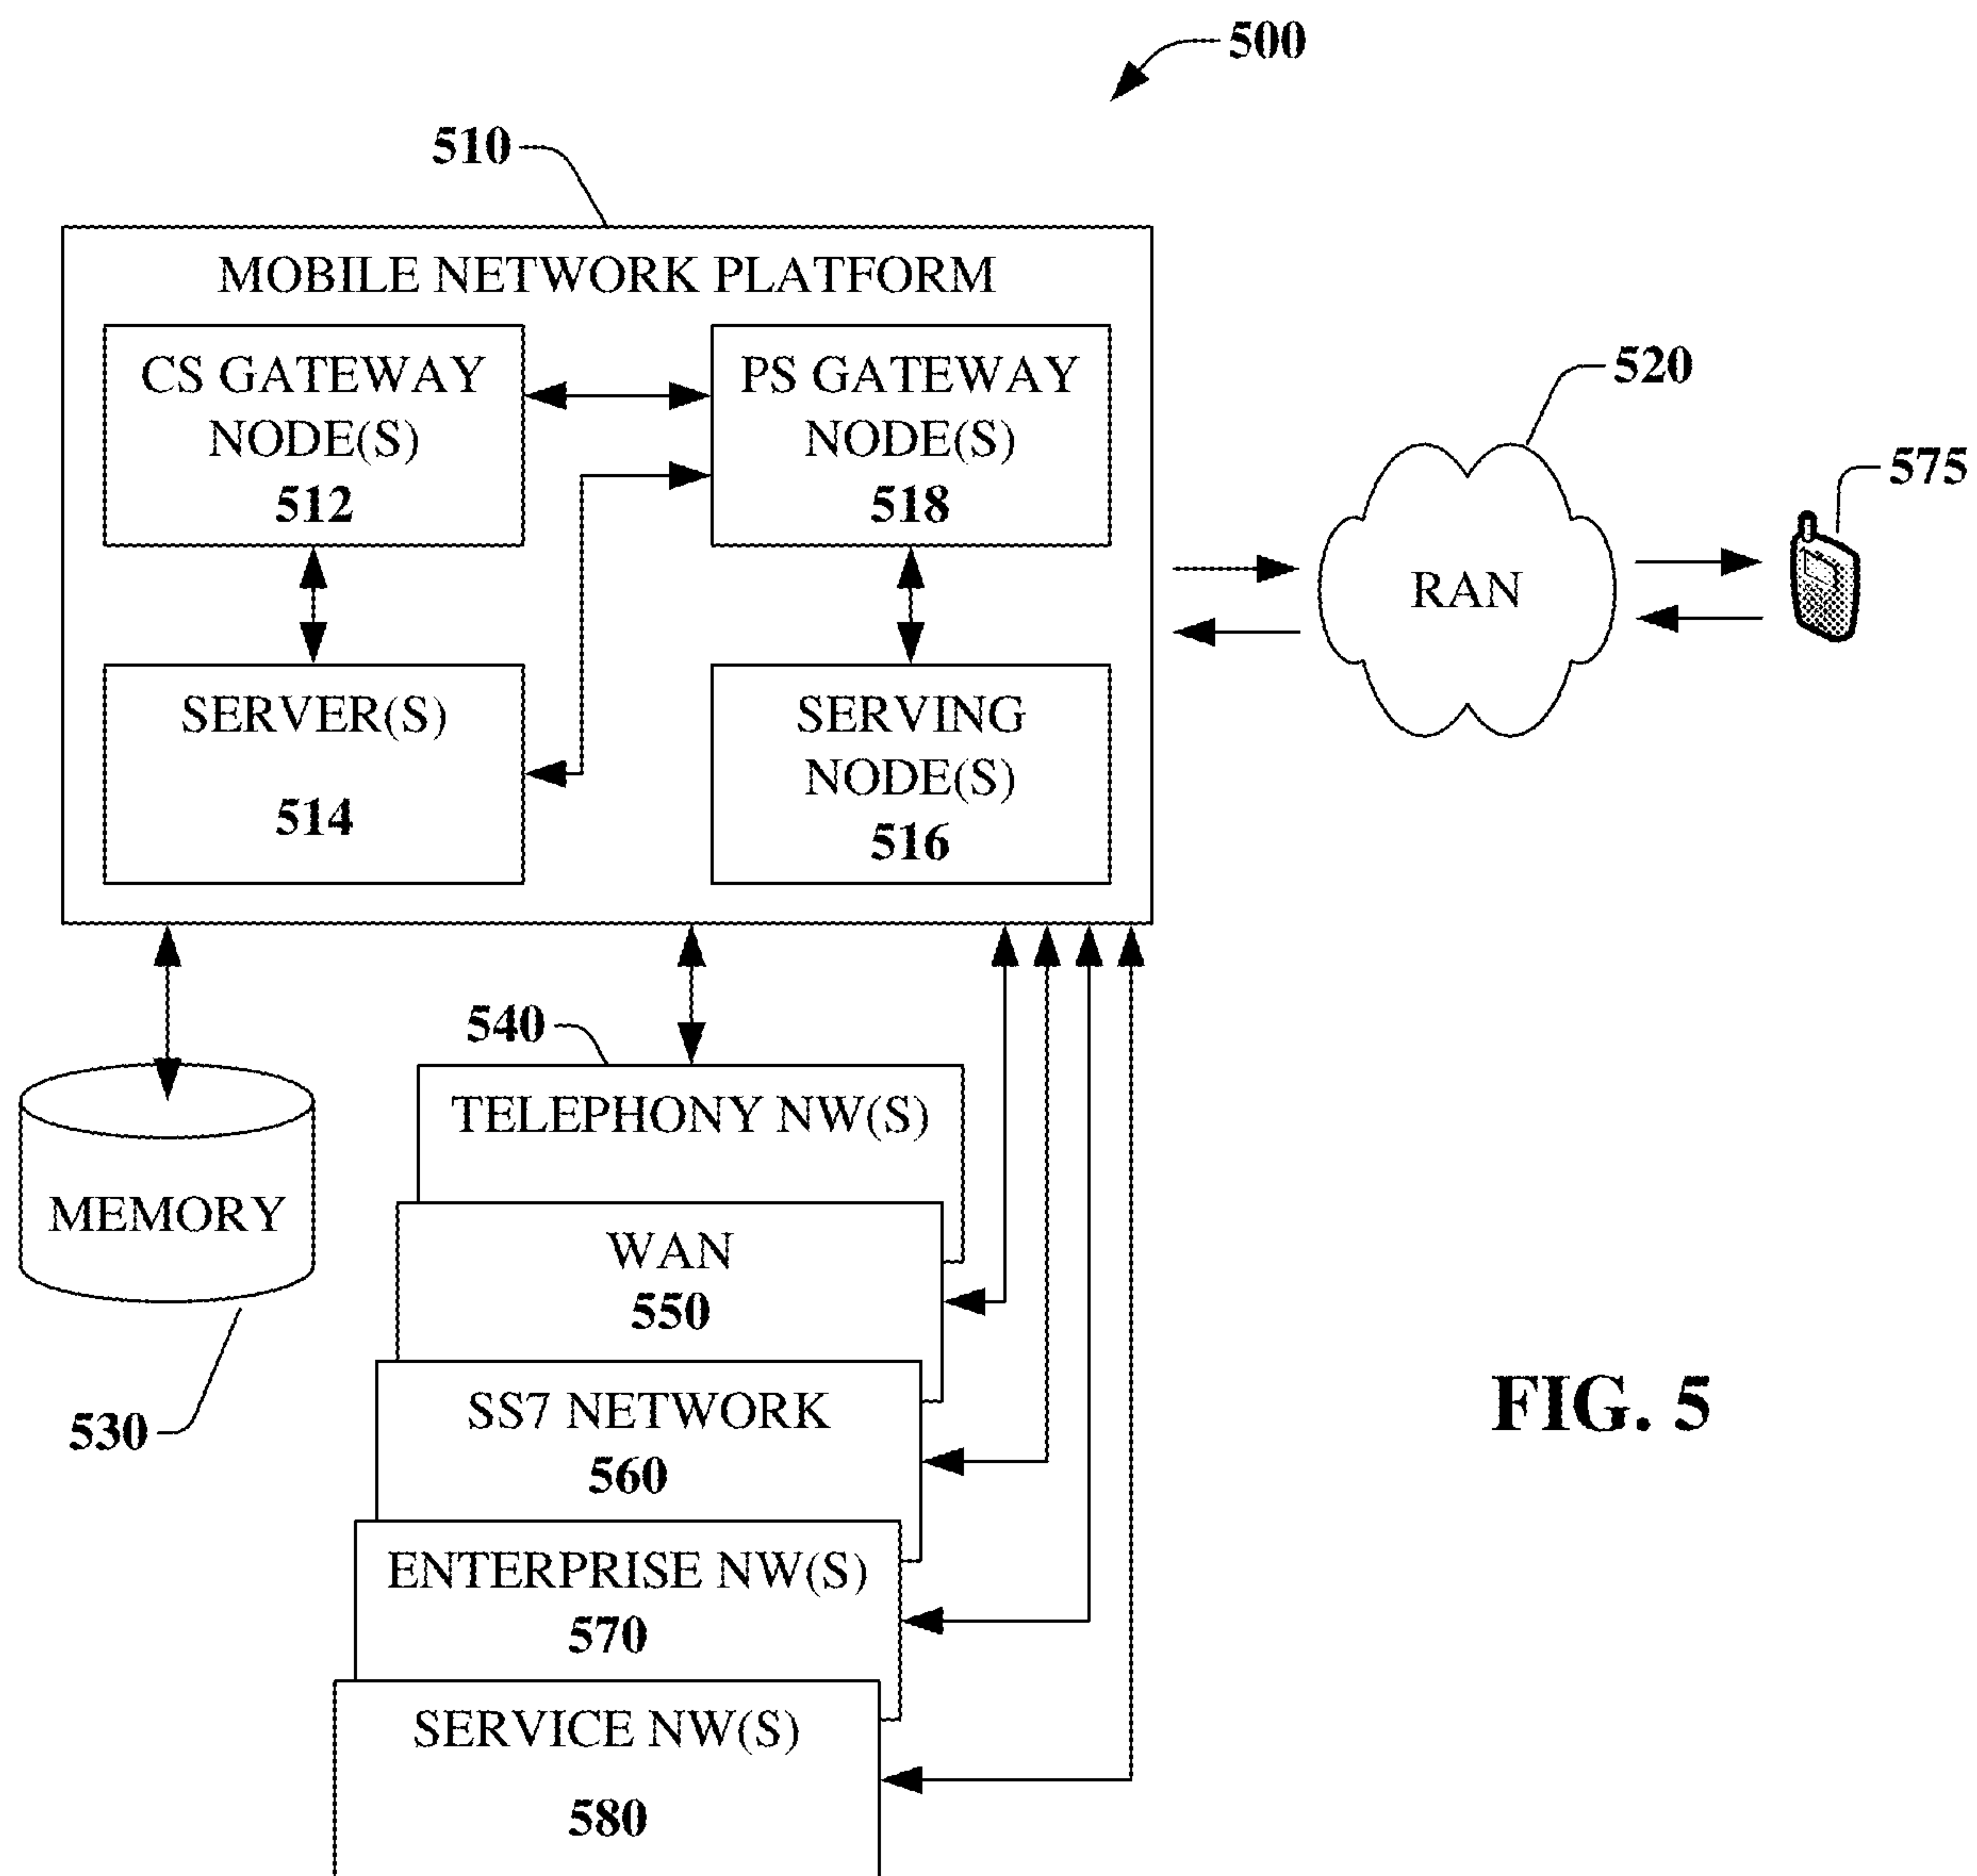 500
510
MOBILE NETWORK PLATFORM
CS GATEWAY
NODE(S)
512
PS GATEWAY
NODE(S)
518
520
575
RAN
SERVER(S)
514
SERVING
NODE(S)
516
540
TELEPHONY NW(S)
MEMORY
530
WAN
550
SS7 NETWORK
560
ENTERPRISE NW(S)
570
SERVICE NW(S)
580
FIG. 5